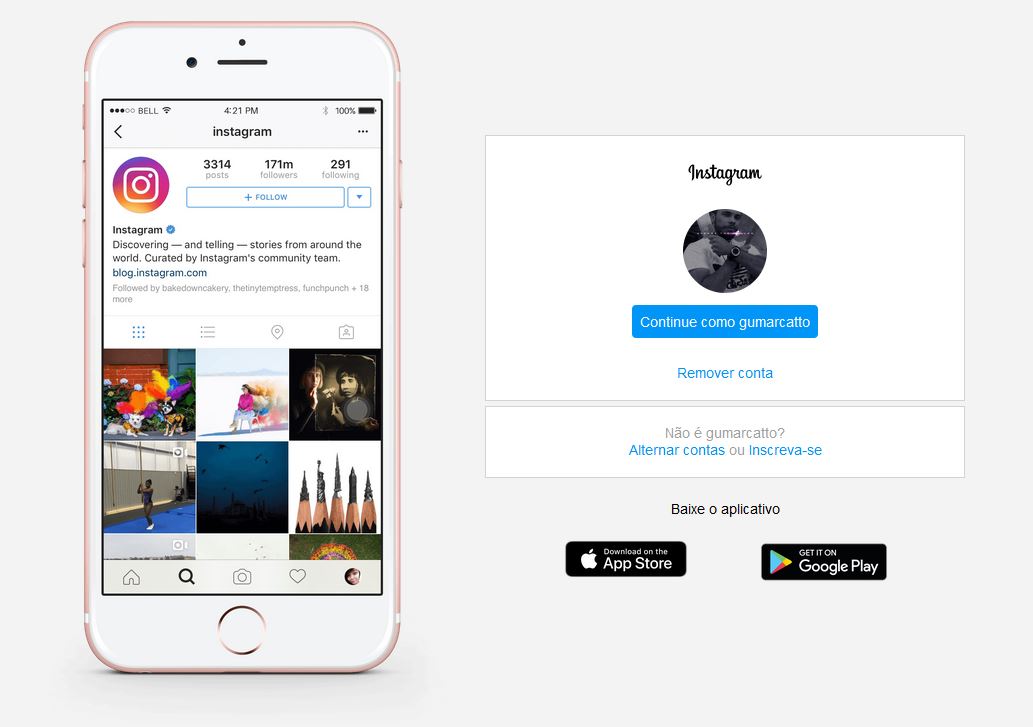 BELL
4:21 PM
100%
instagram
3314
posts
171m
followers
291
following
+ FOLLOW
Instagram
Discovering — and telling — stories from around the
world. Curated by Instagram's community team.
blog.instagram.com
Followed by bakedowncakery, thetinytemptress, funchpunch + 18
more
Instagram
Continue como gumarcatto
Remover conta
Não é gumarcatto?
Alternar contas ou Inscreva-se
Baixe o aplicativo
Download on the
App Store
GET IT ON
Google Play